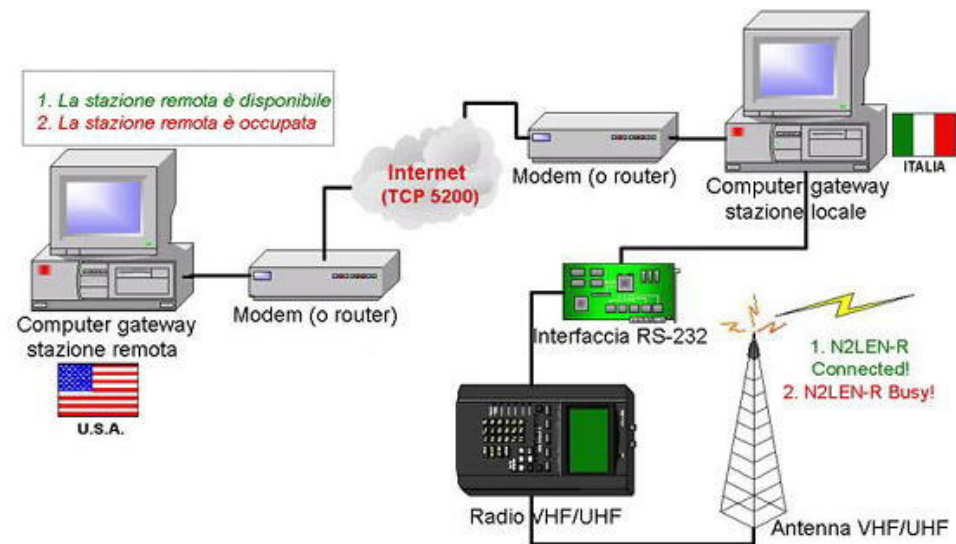 1. La stazione remota è disponibile
2. La stazione remota è occupata
Internet
(TCP 5200)
Modem (o router)
ITALIA
Computer gateway
stazione locale
Modem (o router)
Computer gateway
stazione remota
U.S.A.
Interfaccia RS-232
1. N2LEN-R
Connected!
2. N2LEN-R Busy!
Radio VHF/UHF
Antenna VHF/UHF